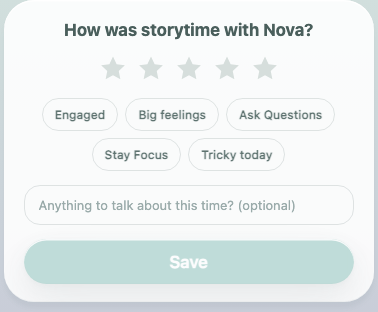 How was storytime with Nova?
Engaged
Big feelings
Ask Questions
Stay Focus
Tricky today
Anything to talk about this time? (optional)
Save